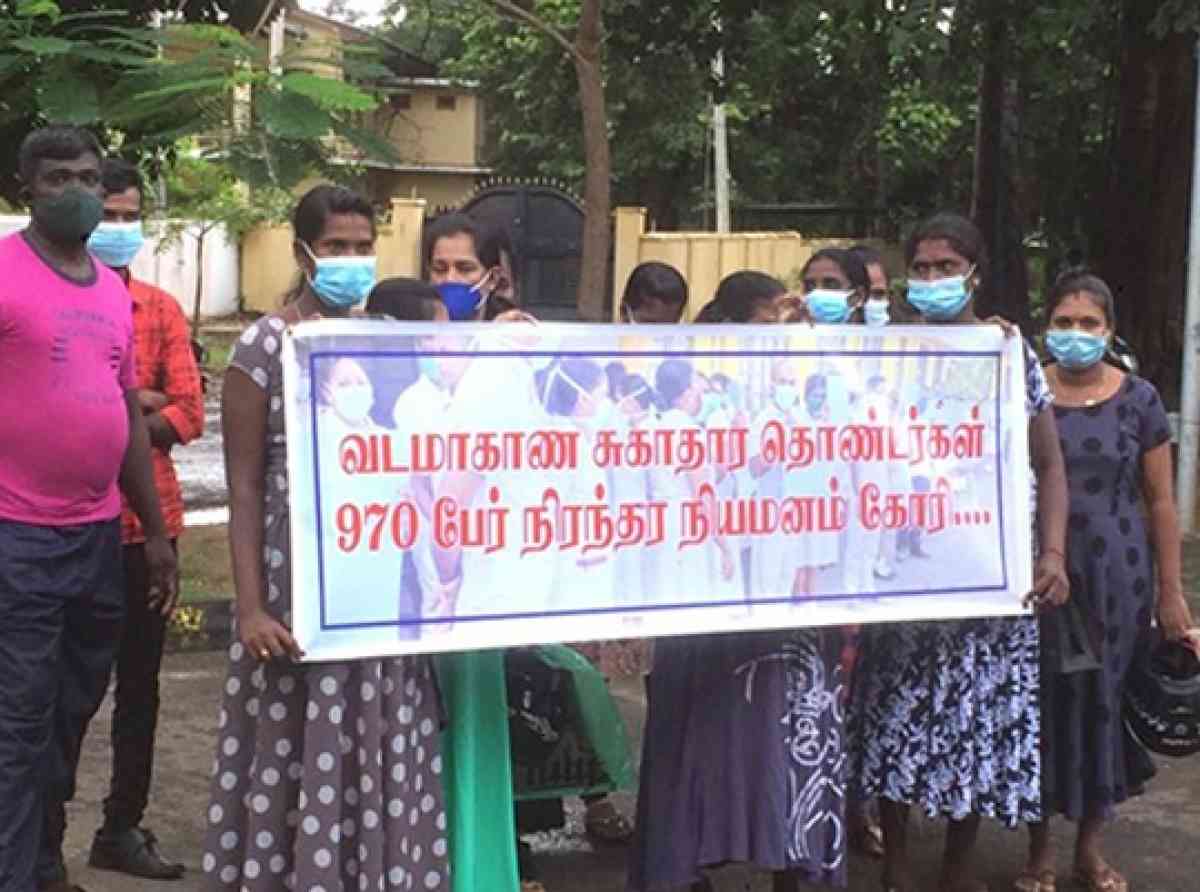 வடமாகாண சுகாதார தொண்டர்கள்
970 பேர் நிரந்தர நியமனம் கோரி....